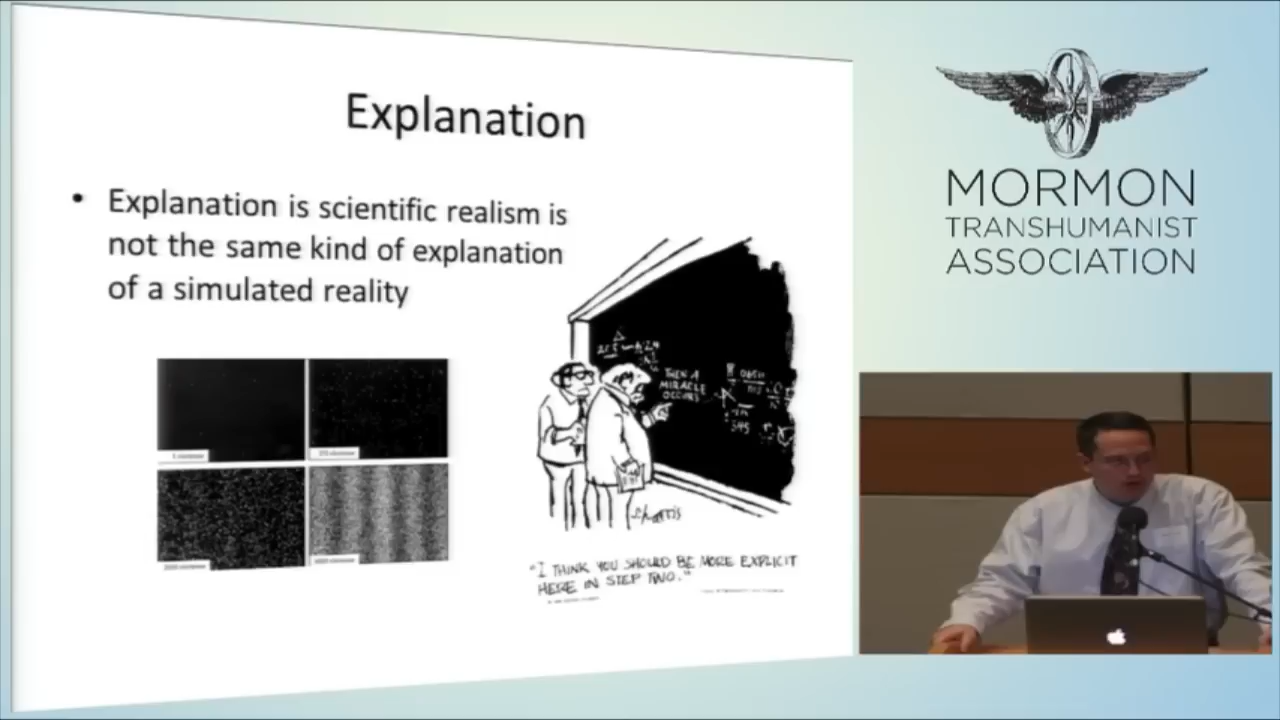 Explanation
• Explanation is scientific realism is
not the same kind of explanation
of a simulated reality
THEN A
MIRACLE
OCCURS
"I THINK YOU SHOULD BE MORE EXPLICIT
HERE IN STEP TWO."
MORMON
TRANSHUMANIST
ASSOCIATION